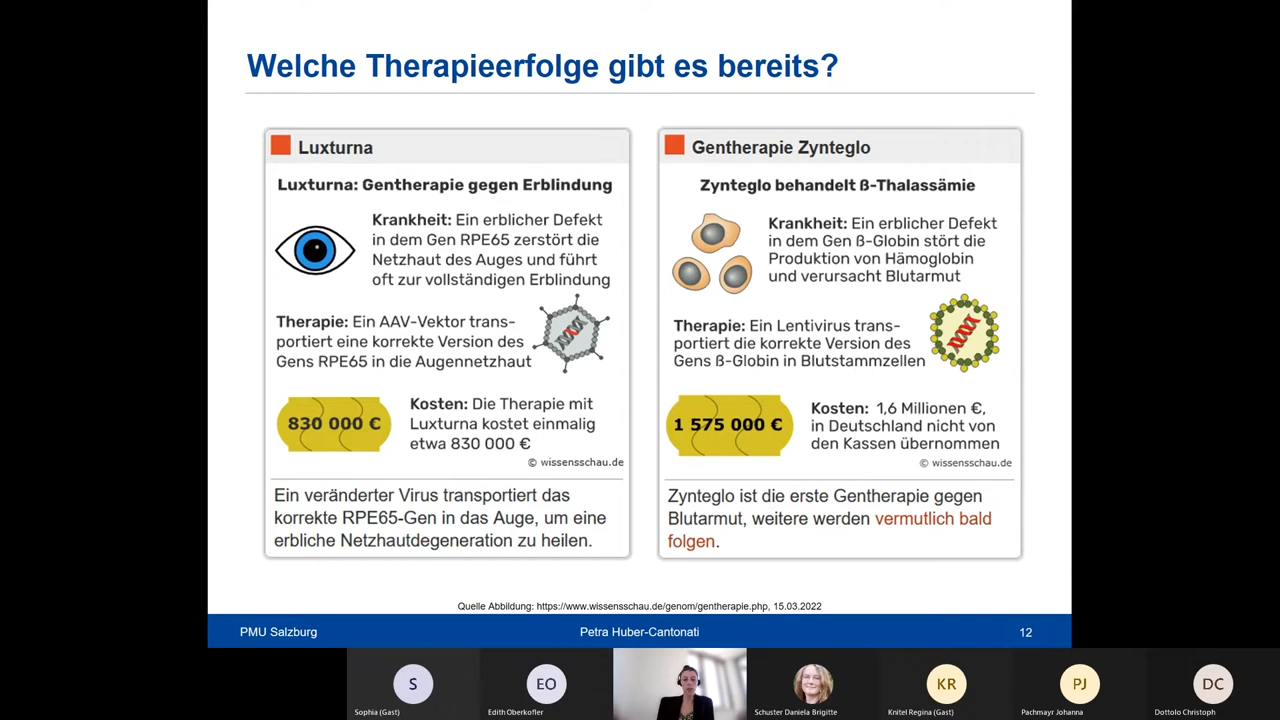 Welche Therapieerfolge gibt es bereits?
Luxturna
Luxturna: Gentherapie gegen Erblindung
Krankheit: Ein erblicher Defekt
in dem Gen RPE65 zerstört die
Netzhaut des Auges und führt
oft zur vollständigen Erblindung
Therapie: Ein AAV-Vektor trans-
portiert eine korrekte Version des
Gens RPE65 in die Augennetzhaut
830 000 €
Kosten: Die Therapie mit
Luxturna kostet einmalig
etwa 830 000 €
© wissensschau.de
Ein veränderter Virus transportiert das
korrekte RPE65-Gen in das Auge, um eine
erbliche Netzhautdegeneration zu heilen.
Gentherapie Zynteglo
Zynteglo behandelt ß-Thalassämie
Krankheit: Ein erblicher Defekt
in dem Gen ß-Globin stört die
Produktion von Hämoglobin
und verursacht Blutarmut
Therapie: Ein Lentivirus trans-
portiert die korrekte Version des
Gens ß-Globin in Blutstammzellen
1 575 000 €
Kosten: 1,6 Millionen €,
in Deutschland nicht von
den Kassen übernommen
© wissensschau.de
Zynteglo ist die erste Gentherapie gegen
Blutarmut, weitere werden vermutlich bald
folgen.
Quelle Abbildung: https://www.wissensschau.de/genom/gentherapie.php, 15.03.2022
PMU Salzburg
Petra Huber-Cantonati
12
S
EO
KR
PJ
DC
Sophia (Gast)
Edith Oberkofler
Schuster Daniela Brigitte
Knitel Regina (Gast)
Pachmayr Johanna
Dottolo Christoph